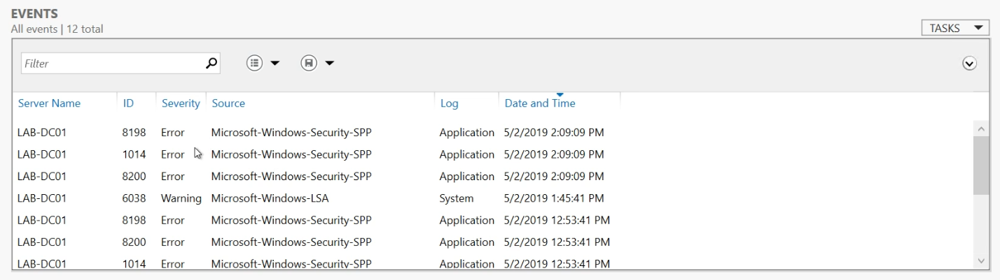 EVENTS
All events | 12 total
TASKS
Filter
Server Name ID Severity Source Log Date and Time
LAB-DC01 8198 Error Microsoft-Windows-Security-SPP Application 5/2/2019 2:09:09 PM
LAB-DC01 1014 Error Microsoft-Windows-Security-SPP Application 5/2/2019 2:09:09 PM
LAB-DC01 8200 Error Microsoft-Windows-Security-SPP Application 5/2/2019 2:09:09 PM
LAB-DC01 6038 Warning Microsoft-Windows-LSA System 5/2/2019 1:45:41 PM
LAB-DC01 8198 Error Microsoft-Windows-Security-SPP Application 5/2/2019 12:53:41 PM
LAB-DC01 8200 Error Microsoft-Windows-Security-SPP Application 5/2/2019 12:53:41 PM
LAB-DC01 1014 Error Microsoft-Windows-Security-SPP Application 5/2/2019 12:53:41 PM